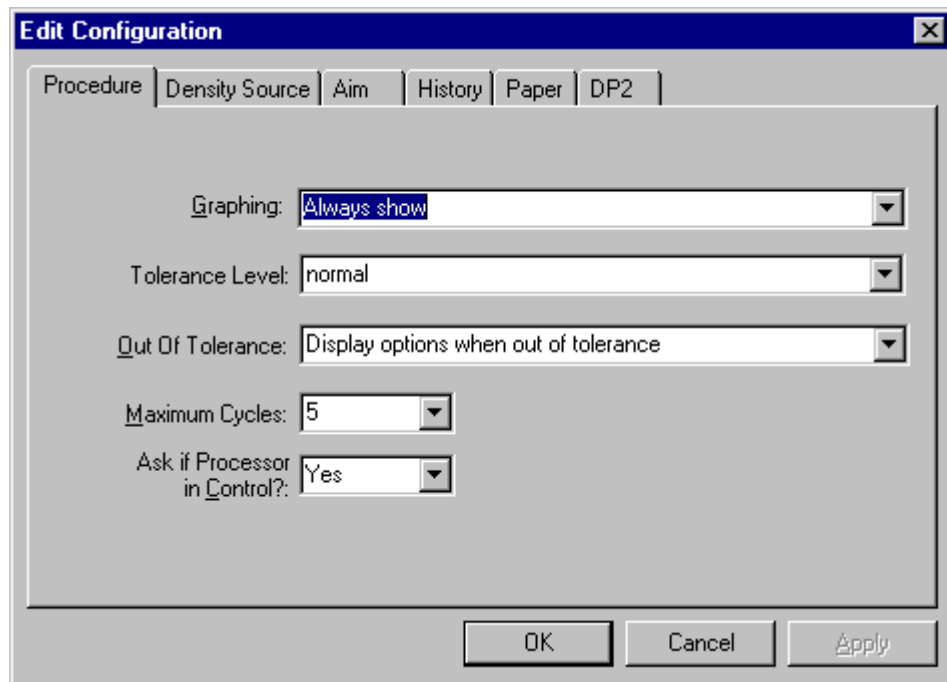 Edit Configuration
Procedure Density Source Aim History Paper DP2
Graphing: Always show
Tolerance Level: normal
Out Of Tolerance: Display options when out of tolerance
Maximum Cycles: 5
Ask if Processor
in Control?: Yes
OK Cancel Apply